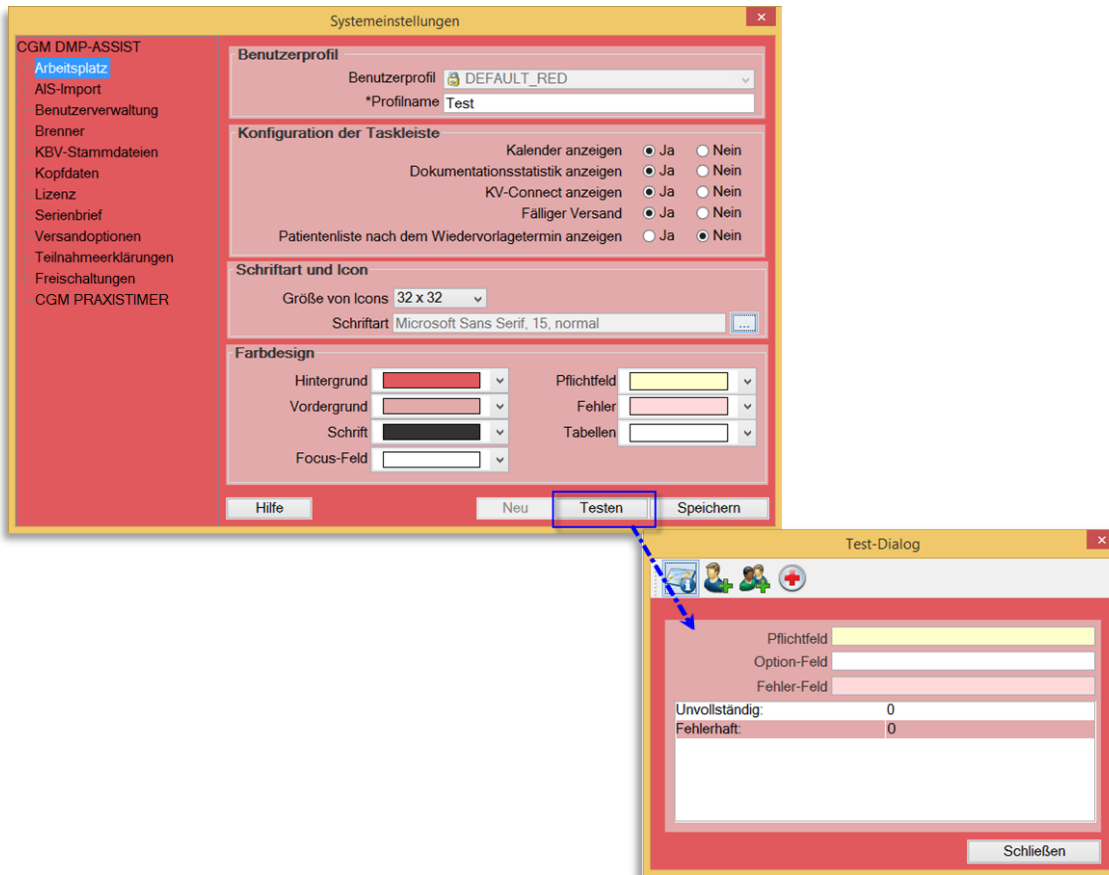 Systemeinstellungen
CGM DMP-ASSIST
Arbeitsplatz
AIS-Import
Benutzerverwaltung
Brenner
KBV-Stammdateien
Kopfdaten
Lizenz
Serienbrief
Versandoptionen
Teilnahmeerklärungen
Freischaltungen
CGM PRAXISTIMER
Benutzerprofil
Benutzerprofil DEFAULT_RED
*Profilname Test
Konfiguration der Taskleiste
Kalender anzeigen Ja Nein
Dokumentationsstatistik anzeigen Ja Nein
KV-Connect anzeigen Ja Nein
Fälliger Versand Ja Nein
Patientenliste nach dem Wiedervorlagetermin anzeigen Ja Nein
Schriftart und Icon
Größe von Icons 32 x 32
Schriftart Microsoft Sans Serif, 15, normal ...
Farbdesign
Hintergrund Pflichtfeld
Vordergrund Fehler
Schrift Tabellen
Focus-Feld
Hilfe Neu Testen Speichern
Test-Dialog
Pflichtfeld
Option-Feld
Fehler-Feld
Unvollständig: 0
Fehlerhaft: 0
Schließen